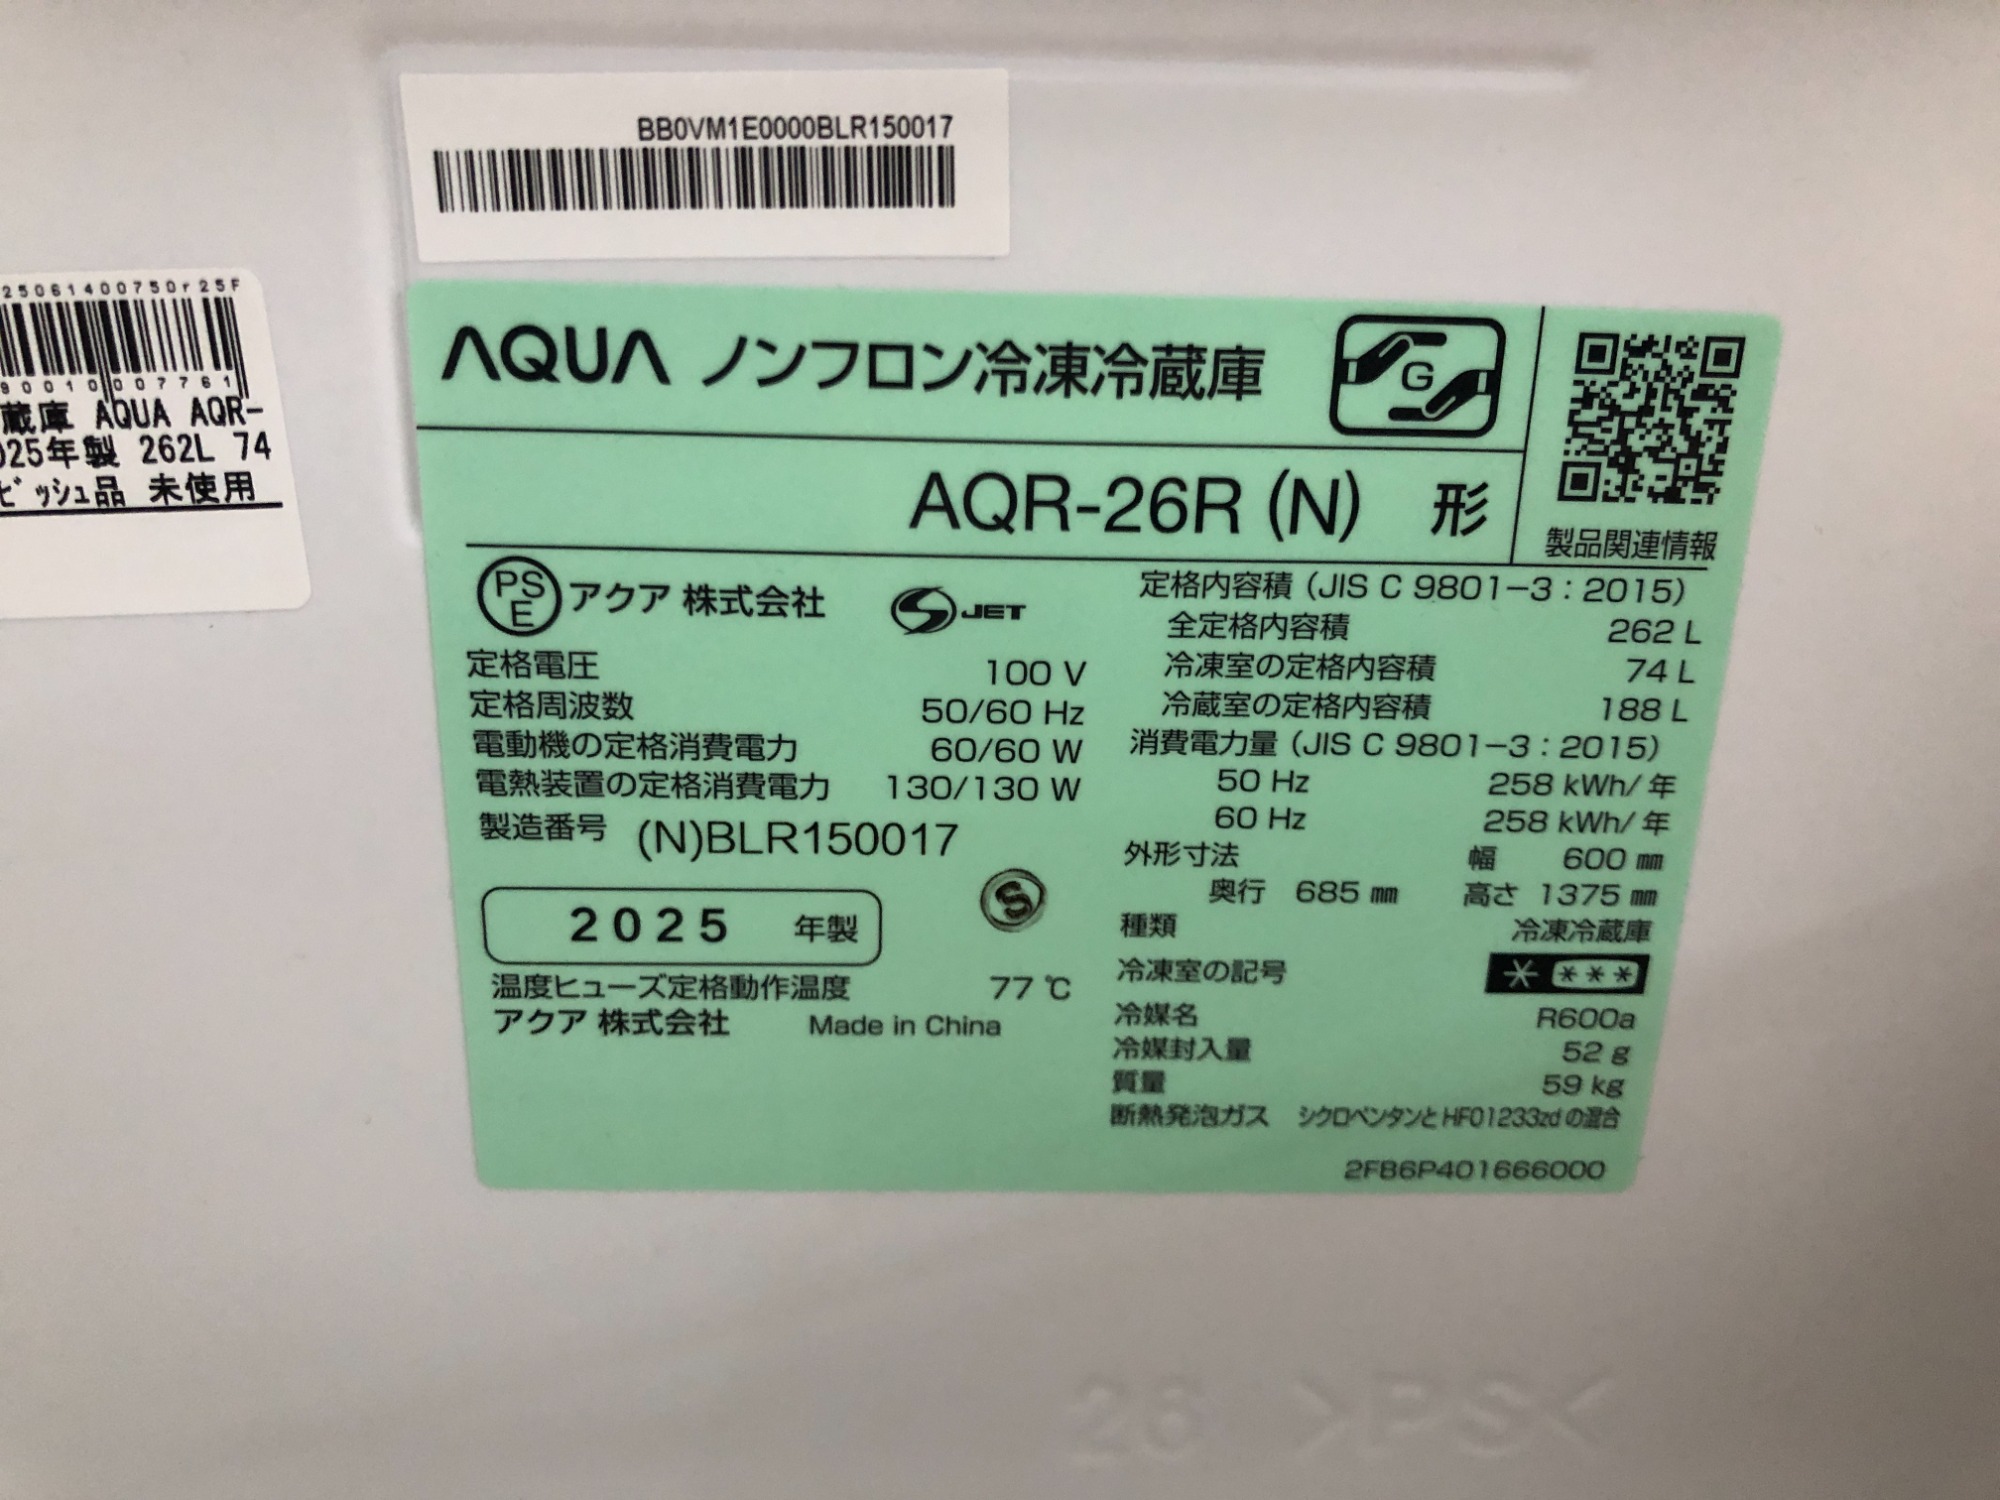 BB0VM1E0000BLR150017
25061400750r25F
90010007761
蔵庫 AQUA AQR-
025年製 262L 74
ビッシュ品 未使用
AQUA ノンフロン冷凍冷蔵庫
G
AQR-26R (N) 形
製品関連情報
PSE アクア 株式会社 S JET
定格電圧 100 V
定格周波数 50/60 Hz
電動機の定格消費電力 60/60 W
電熱装置の定格消費電力 130/130 W
製造番号 (N)BLR150017
2025 年製
S
温度ヒューズ定格動作温度 77 ℃
アクア 株式会社 Made in China
定格内容積 (JIS C 9801-3:2015)
全定格内容積 262 L
冷凍室の定格内容積 74 L
冷蔵室の定格内容積 188 L
消費電力量 (JIS C 9801-3:2015)
50 Hz 258 kWh/年
60 Hz 258 kWh/年
外形寸法 幅 600 ㎜
奥行 685 ㎜ 高さ 1375 ㎜
種類 冷凍冷蔵庫
冷凍室の記号 * ***
冷媒名 R600a
冷媒封入量 52 g
質量 59 kg
断熱発泡ガス シクロペンタンとHFO1233zdの混合
2FB6P401666000
26 >PS<